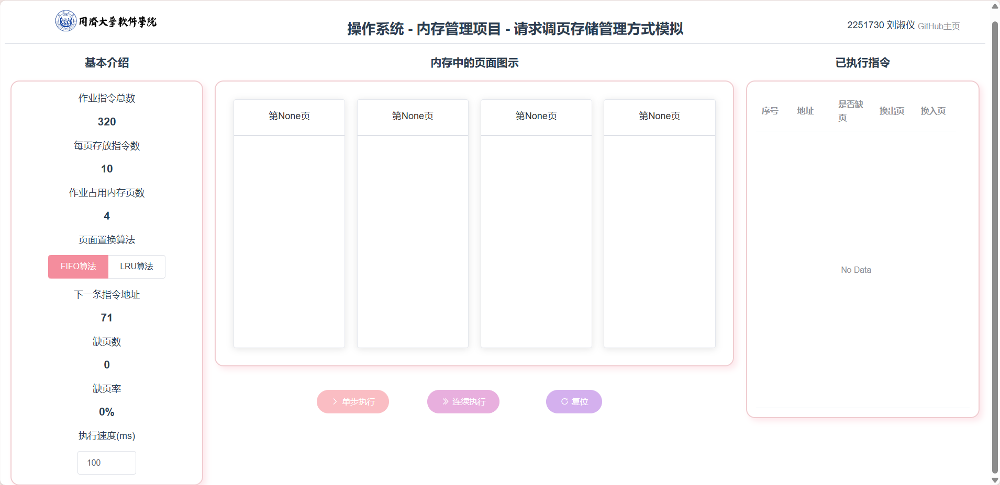 同濟大學軟件學院
操作系统 - 内存管理项目 - 请求调页存储管理方式模拟
2251730 刘淑仪 GitHub主页
基本介绍
作业指令总数
320
每页存放指令数
10
作业占用内存页数
4
页面置换算法
FIFO算法 LRU算法
下一条指令地址
71
缺页数
0
缺页率
0%
执行速度(ms)
100
内存中的页面图示
第None页 第None页 第None页 第None页
单步执行 连续执行 复位
已执行指令
序号 地址 是否缺页 换出页 换入页
No Data